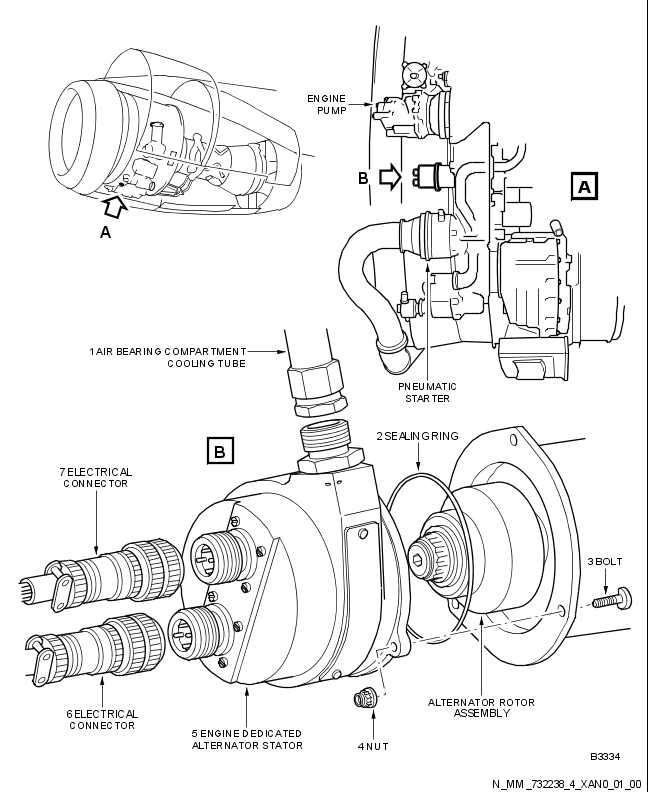 ENGINE
PUMP
B
A
A
1 AIR BEARING COMPARTMENT
COOLING TUBE
PNEUMATIC
STARTER
B
2 SEALING RING
7 ELECTRICAL
CONNECTOR
3 BOLT
6 ELECTRICAL
CONNECTOR
5 ENGINE DEDICATED
ALTERNATOR STATOR
4 NUT
ALTERNATOR ROTOR
ASSEMBLY
B3334
N_MM_732238_4_XAN0_01_00